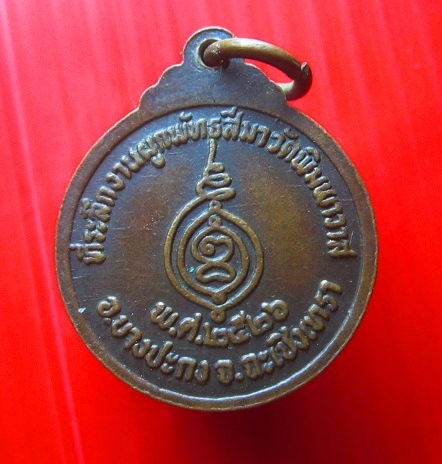 ที่ระลึกงานผูกพัทธสีมาวัดพิมพาวาส
พ.ศ.๒๕๒๖
อ.บางปะกง จ.ฉะเชิงเทรา